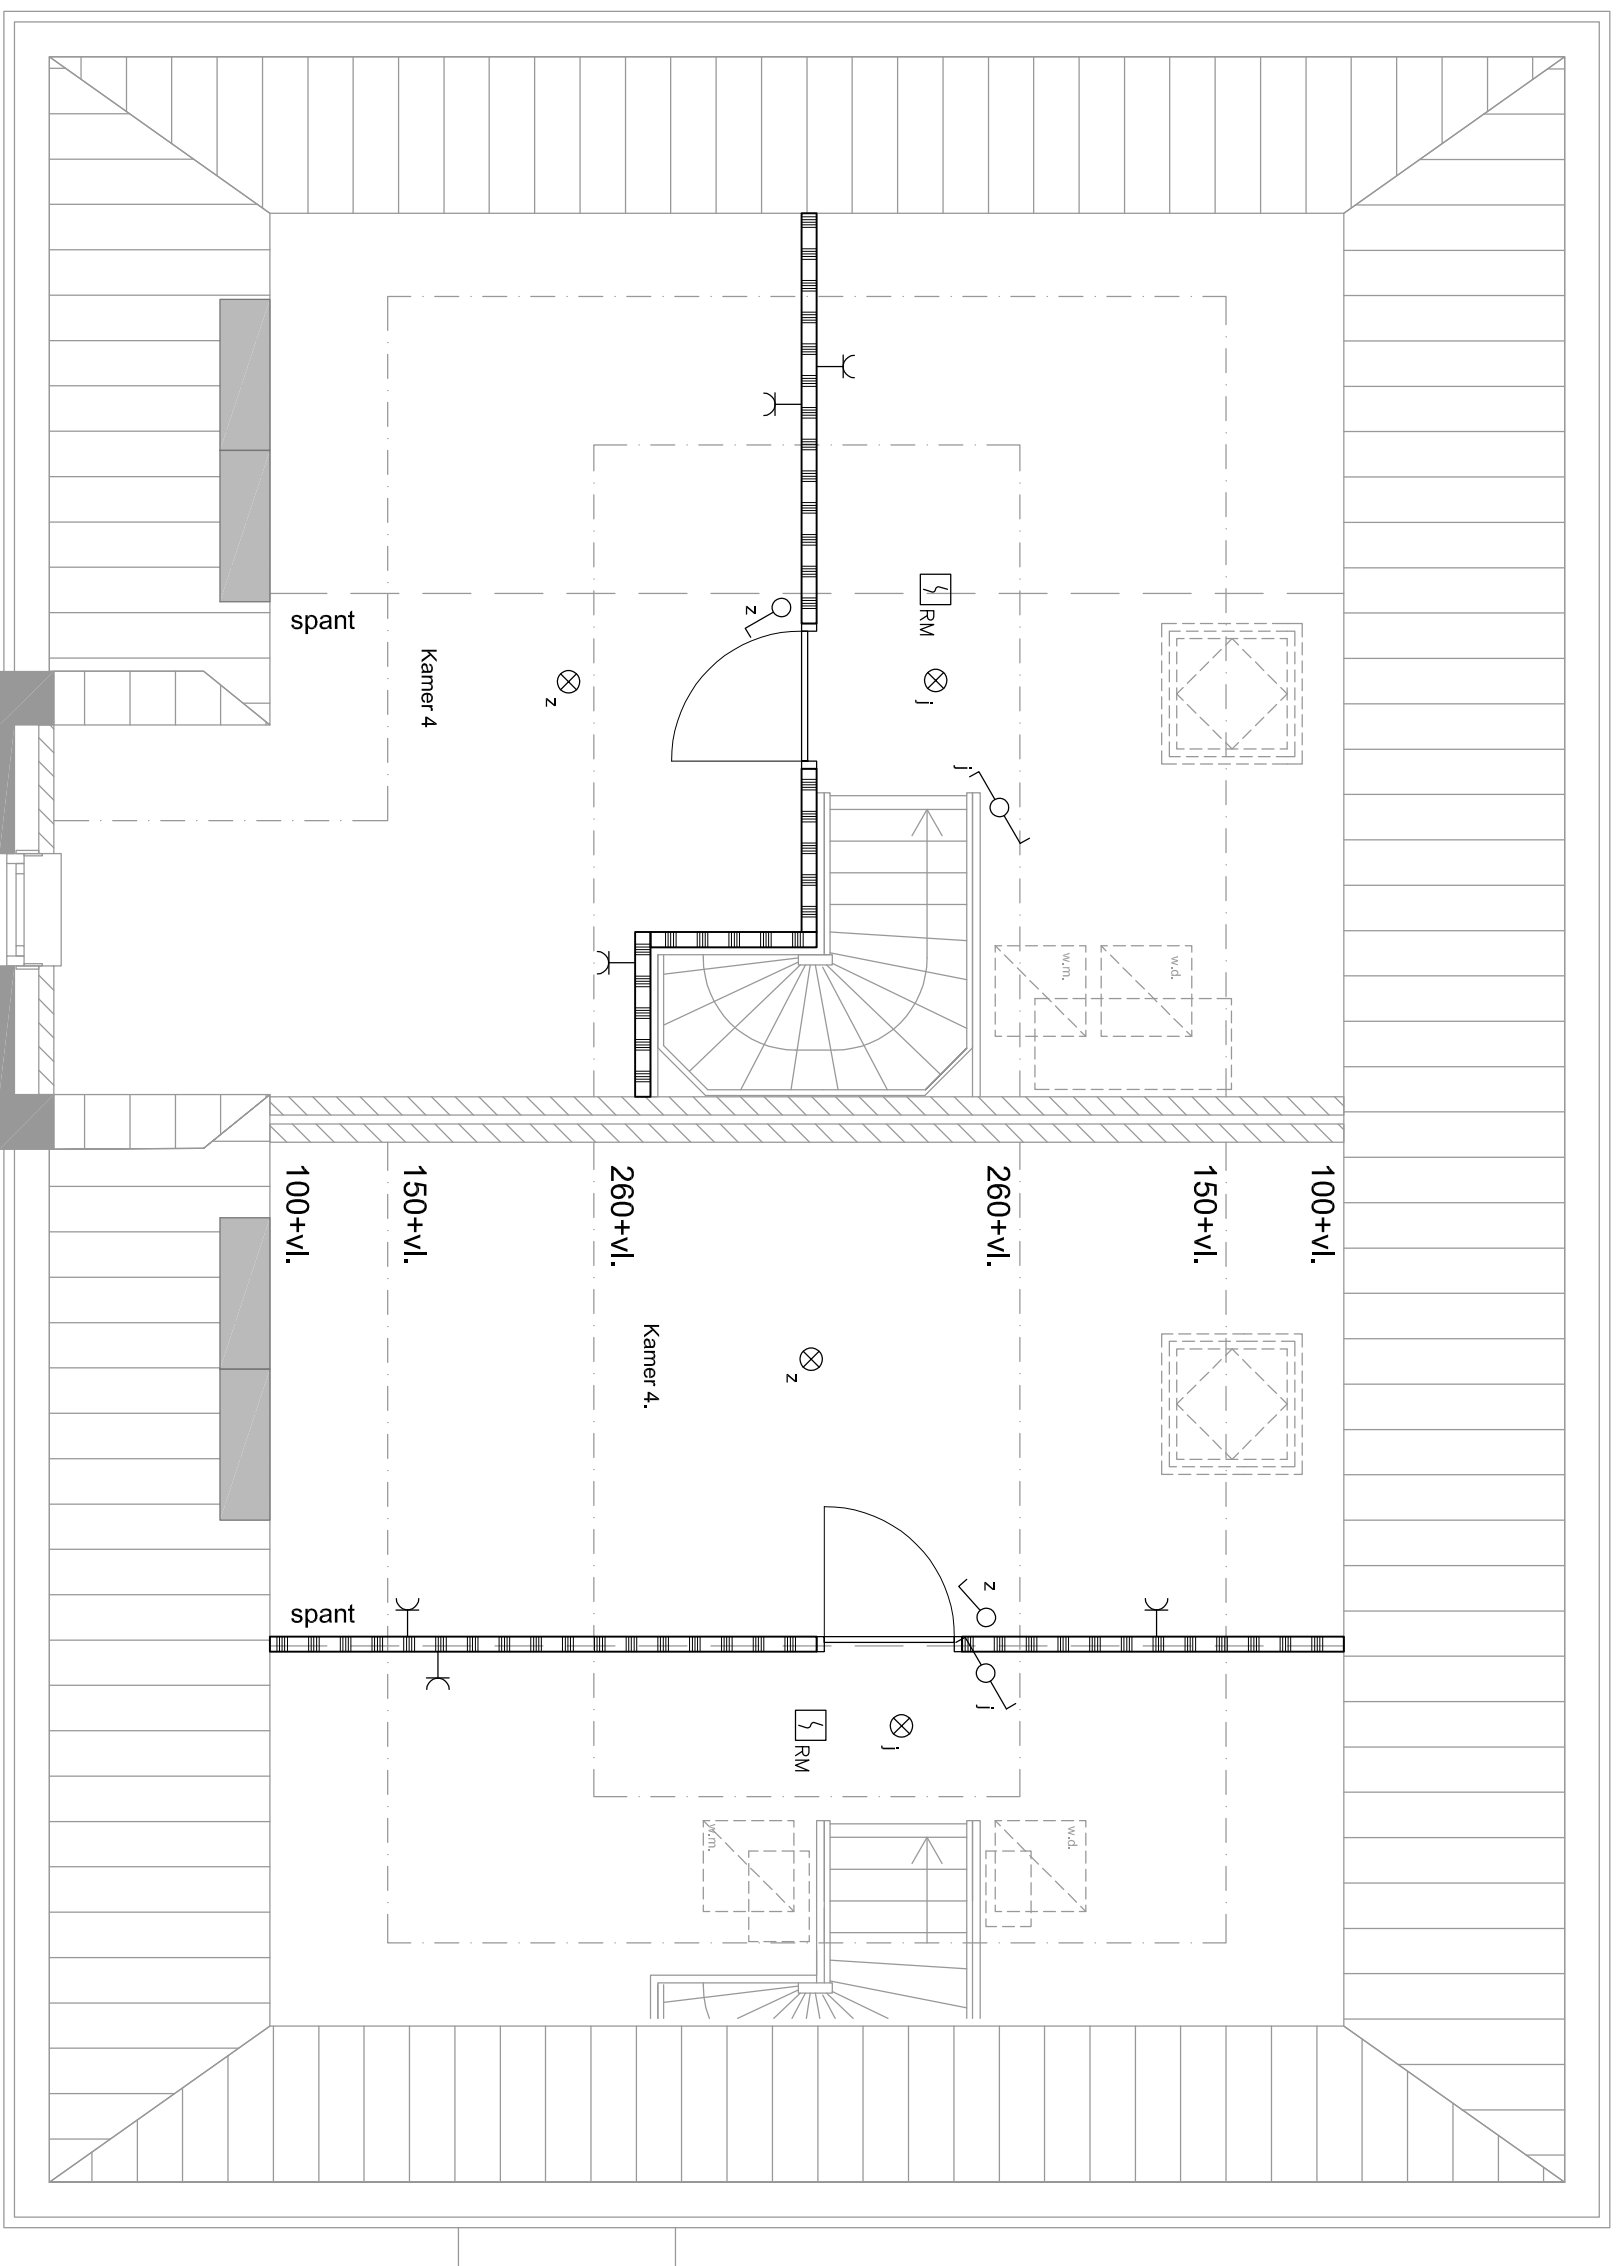 RM
z
spant
Kamer 4
z
j
j
w.m.
w.d.
100+vl.
150+vl.
260+vl.
260+vl.
150+vl.
100+vl.
Kamer 4.
z
z
spant
j
j
RM
w.m.
w.d.